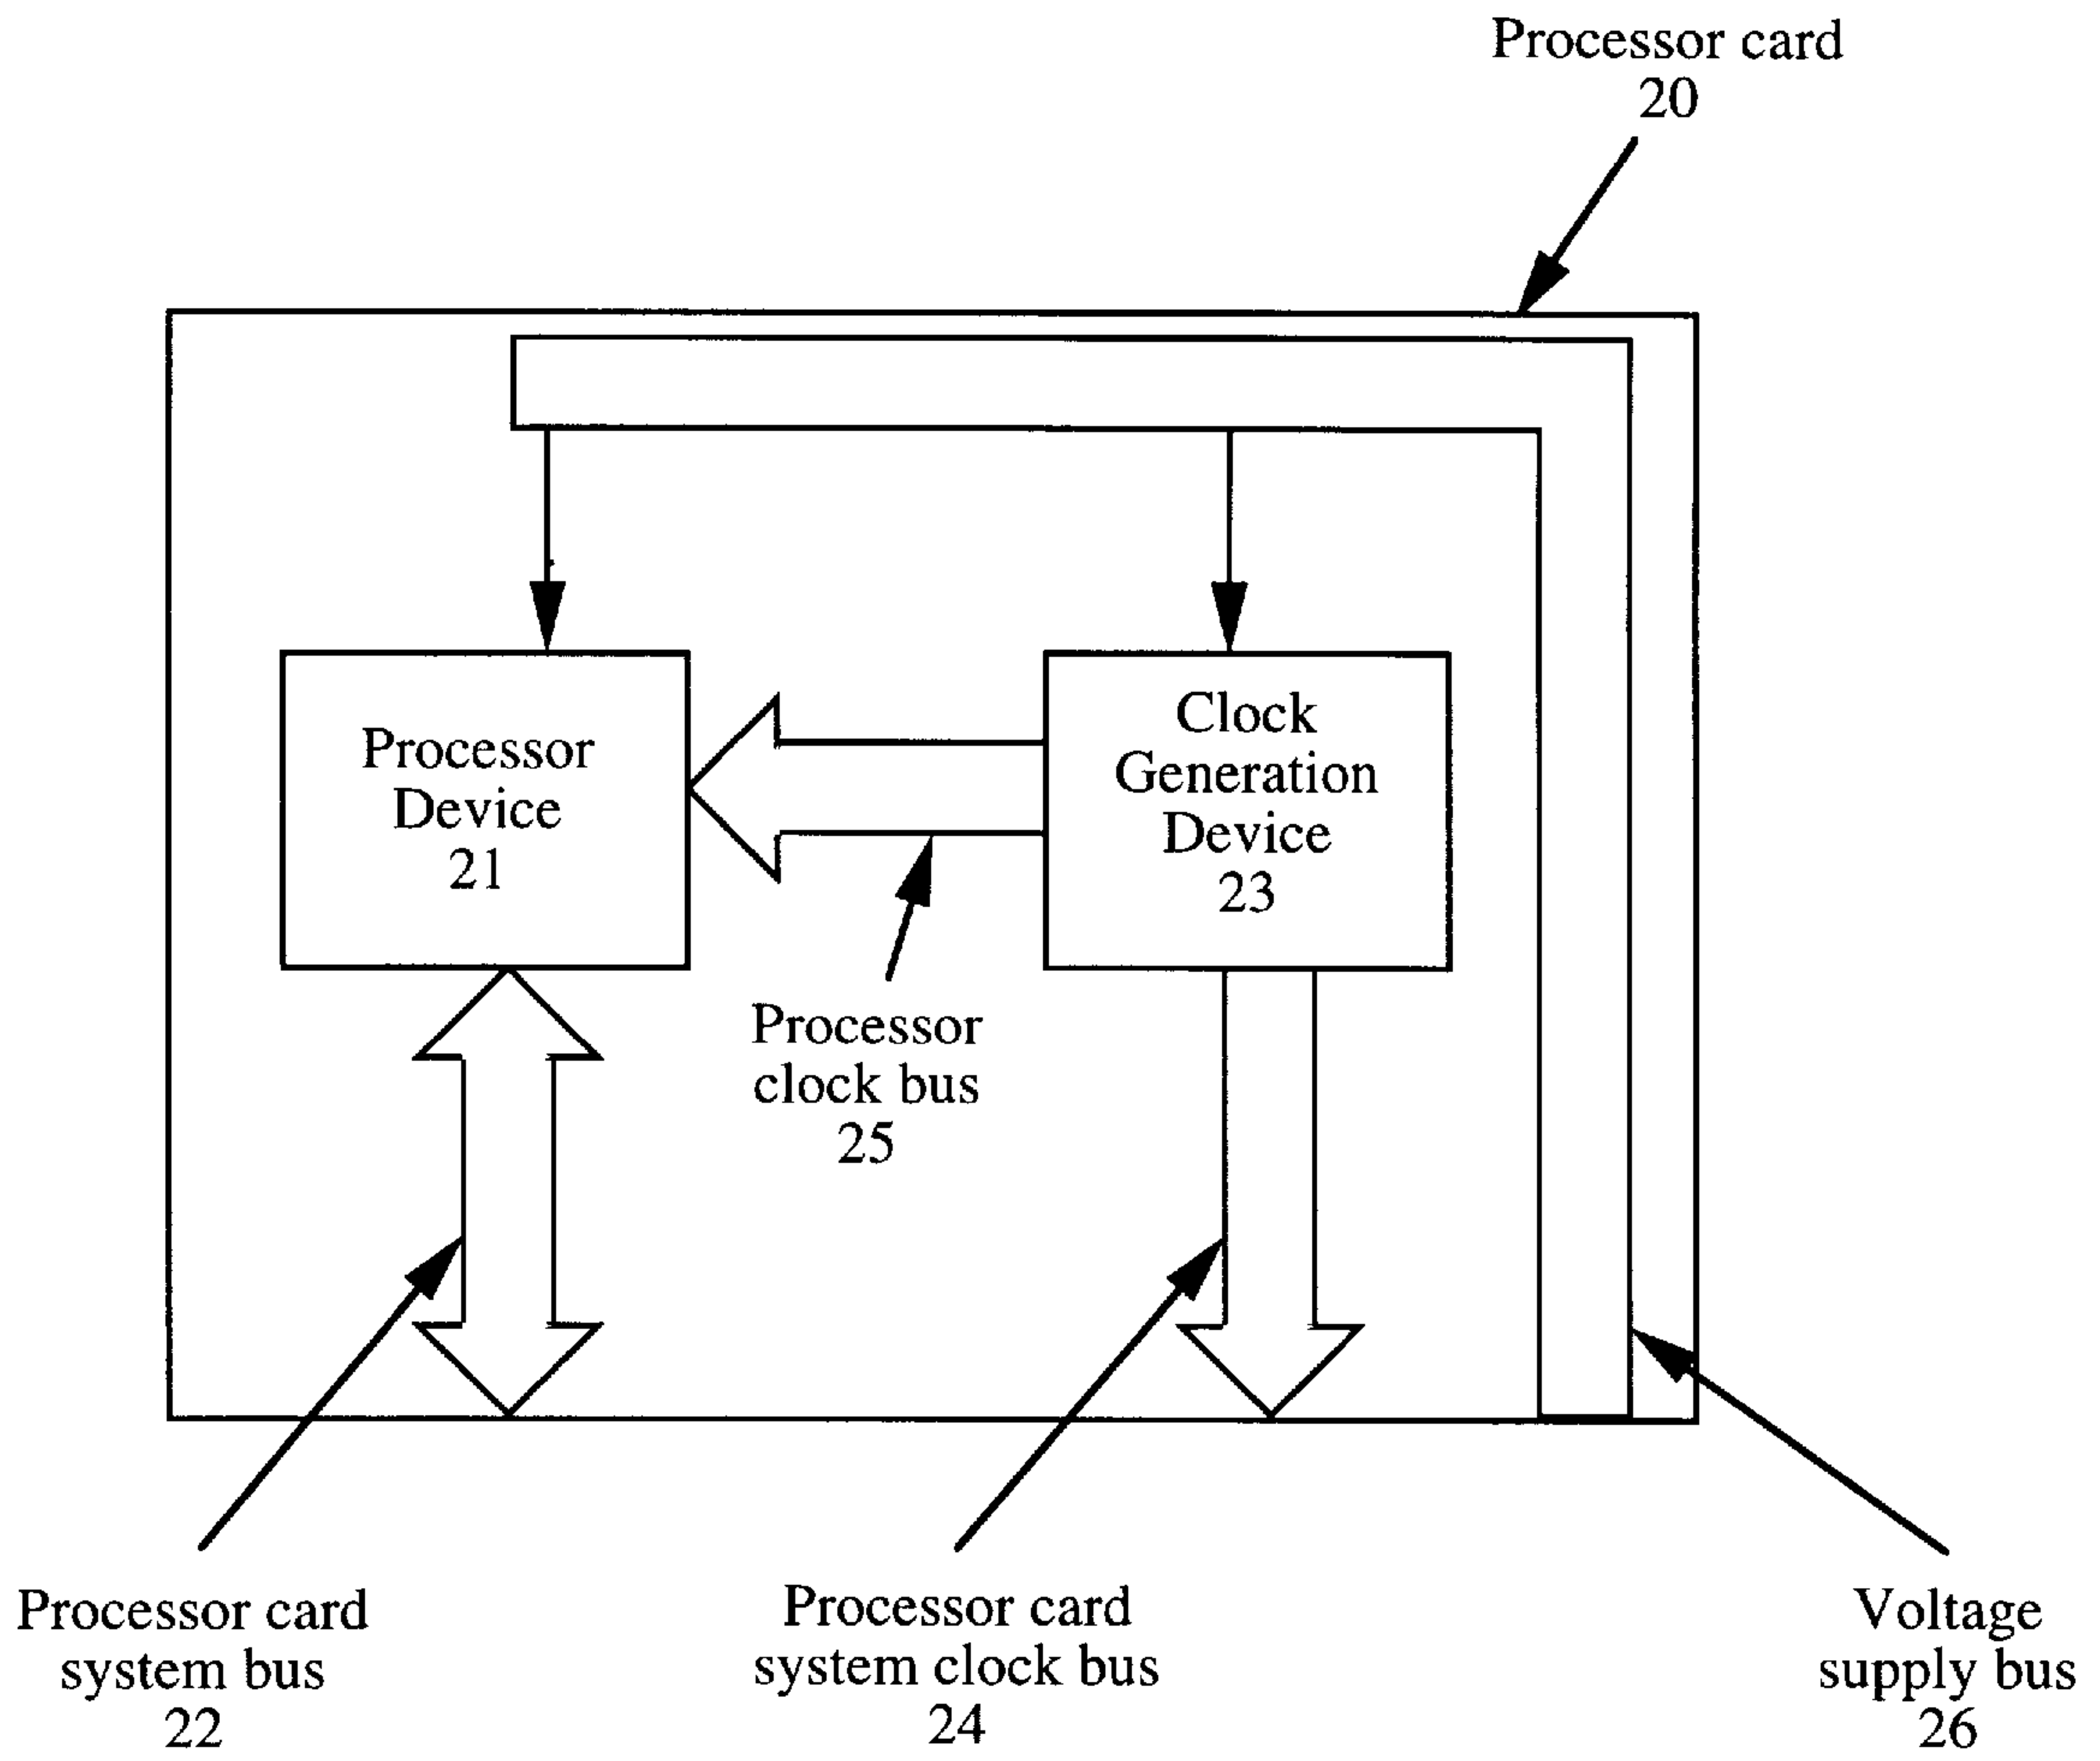 Processor card
20
Processor
Device
21
Clock
Generation
Device
23
Processor
clock bus
25
Processor card
system bus
22
Processor card
system clock bus
24
Voltage
supply bus
26